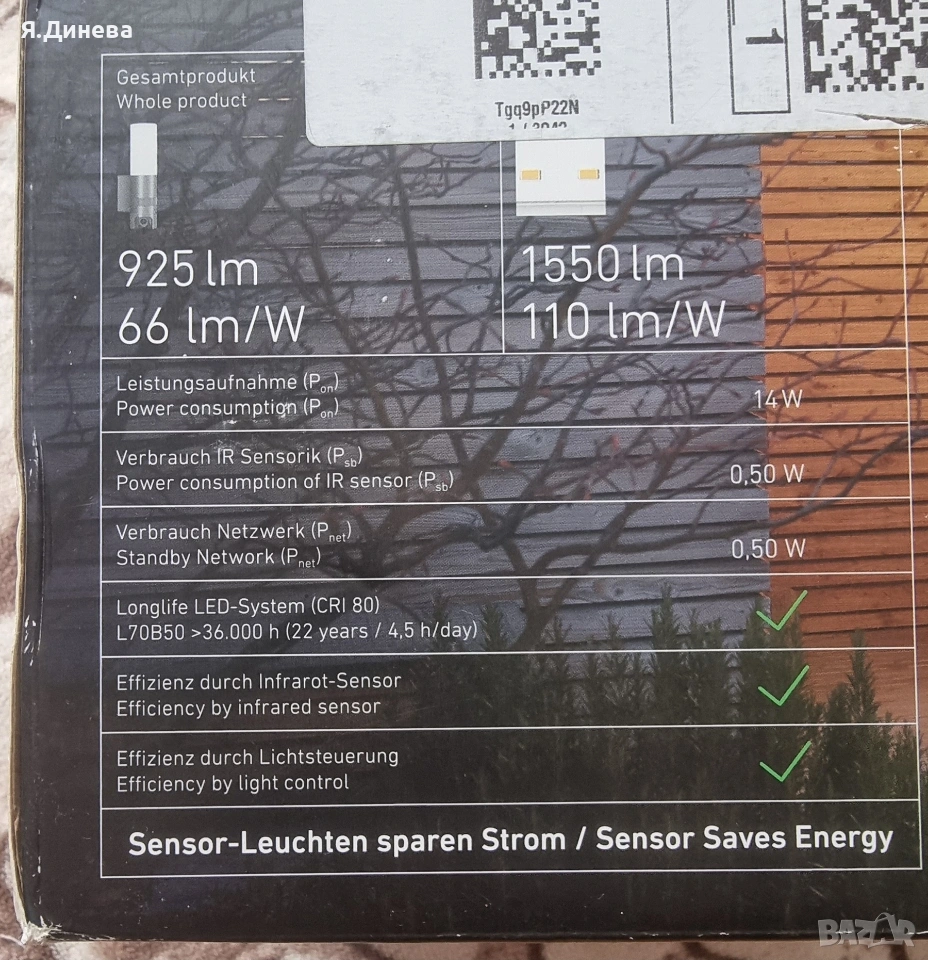 Я.Динева
Gesamtprodukt
Whole product
Tgq9pP22N
1
925 lm
66 lm/W
1550 lm
110 lm/W
Leistungsaufnahme (Pon)
Power consumption (Pon)
14W
Verbrauch IR Sensorik (Psb)
Power consumption of IR sensor (Psb)
0,50 W
Verbrauch Netzwerk (Pnet)
Standby Network (Pnet)
0,50 W
Longlife LED-System (CRI 80)
L70B50 >36.000 h (22 years / 4,5 h/day)
Effizienz durch Infrarot-Sensor
Efficiency by infrared sensor
Effizienz durch Lichtsteuerung
Efficiency by light control
Sensor-Leuchten sparen Strom / Sensor Saves Energy
BAZAR